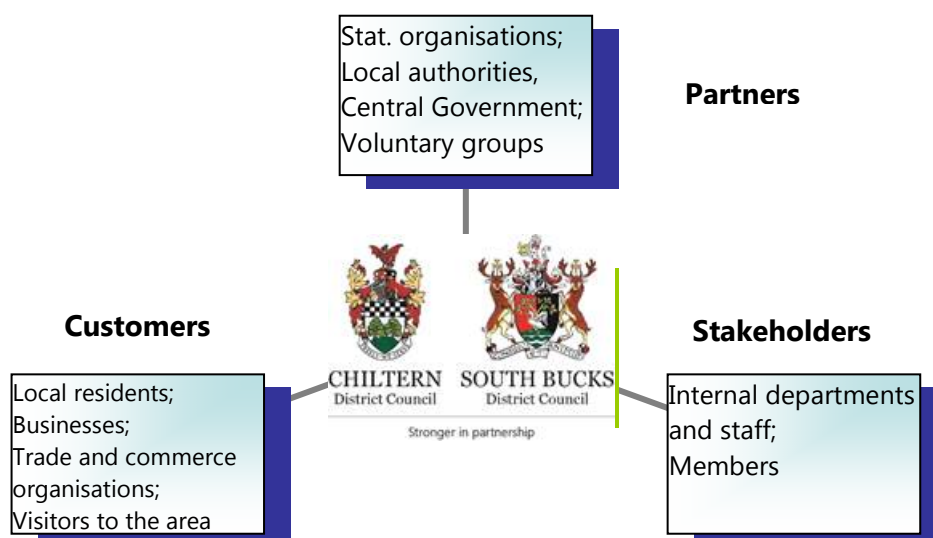 Stat. organisations;
Local authorities,
Central Government;
Voluntary groups
Partners
Customers
Stakeholders
Local residents;
Businesses;
Trade and commerce
organisations;
Visitors to the area
CHILTERN
District Council
SOUTH BUCKS
District Council
Stronger in partnership
Internal departments
and staff;
Members